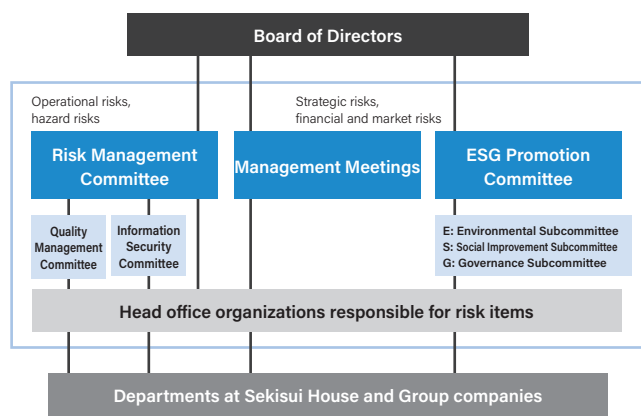 Board of Directors
Operational risks,
hazard risks
Strategic risks,
financial and market risks
Risk Management
Committee
Management Meetings
ESG Promotion
Committee
Quality
Management
Committee
Information
Security
Committee
E: Environmental Subcommittee
S: Social Improvement Subcommittee
G: Governance Subcommittee
Head office organizations responsible for risk items
Departments at Sekisui House and Group companies